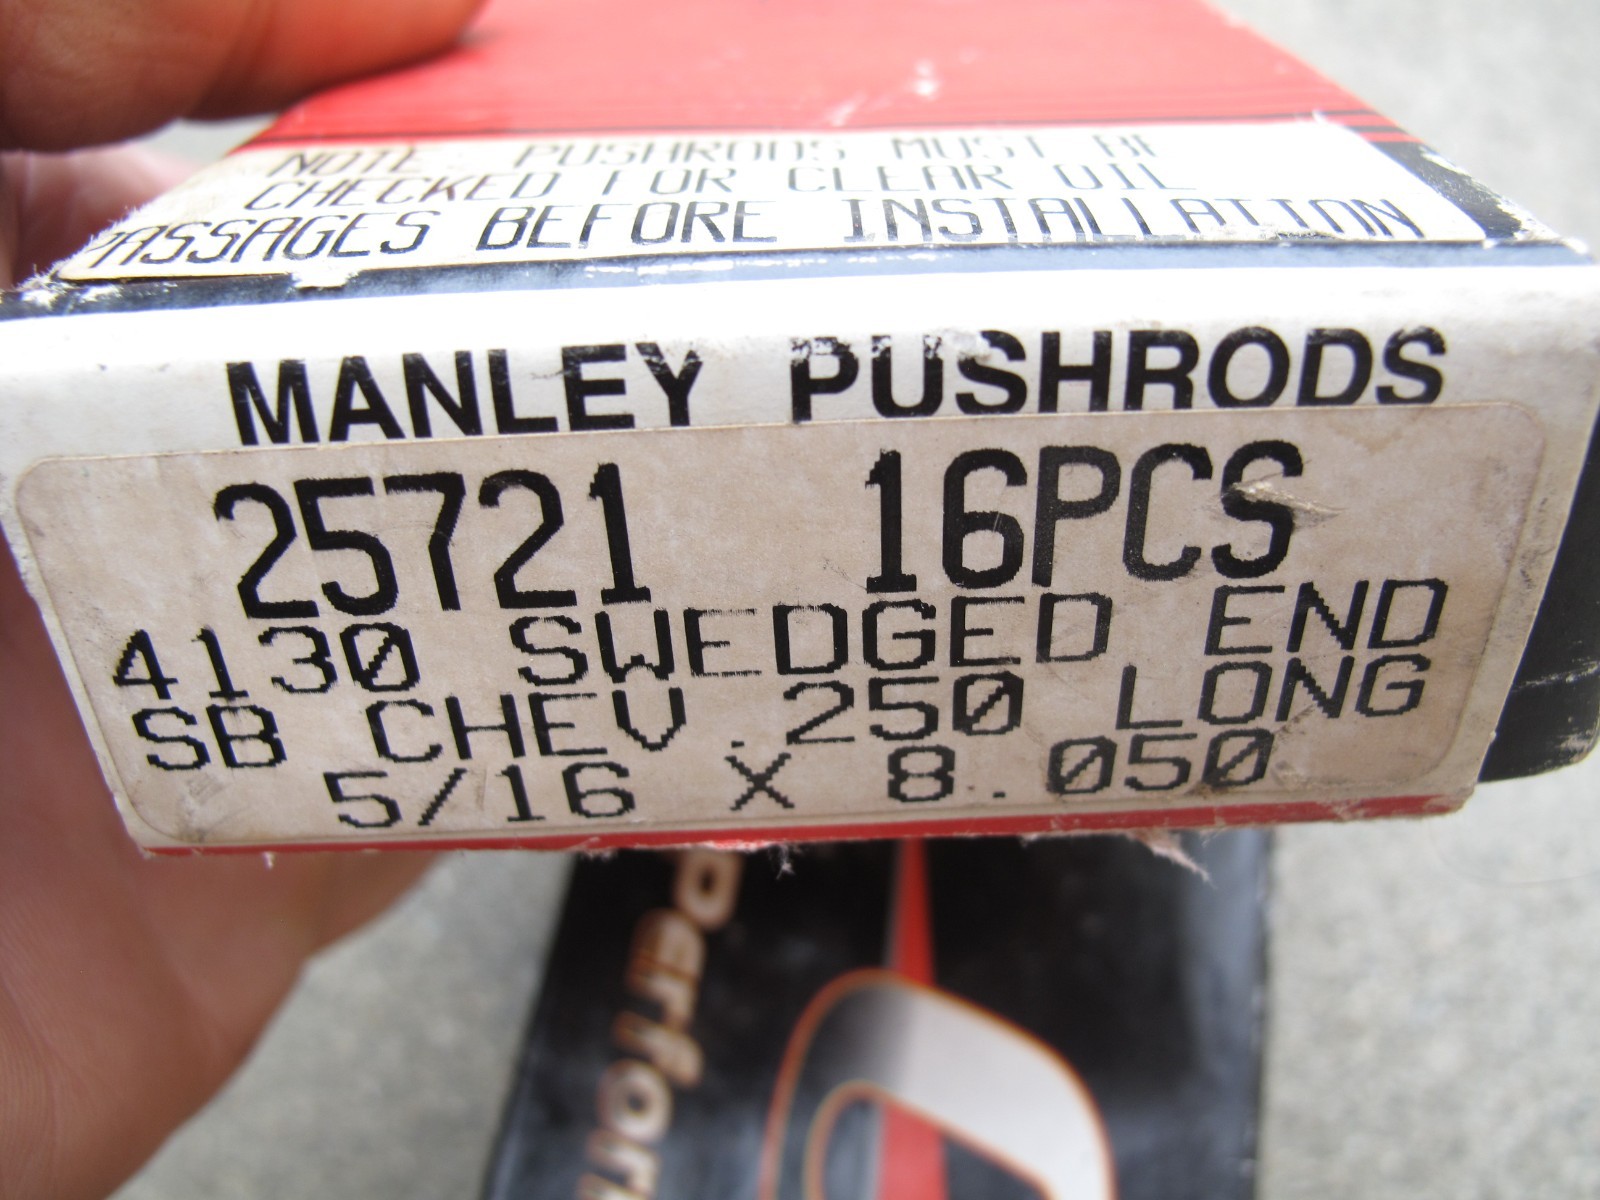 NOTE: PUSHRODS MUST BE
CHECKED FOR CLEAR OIL
PASSAGES BEFORE INSTALLATION
MANLEY PUSHRODS
25721 16PCS
4130 SWEDGED END
SB CHEV .250 LONG
5/16 X 8.050
Perform